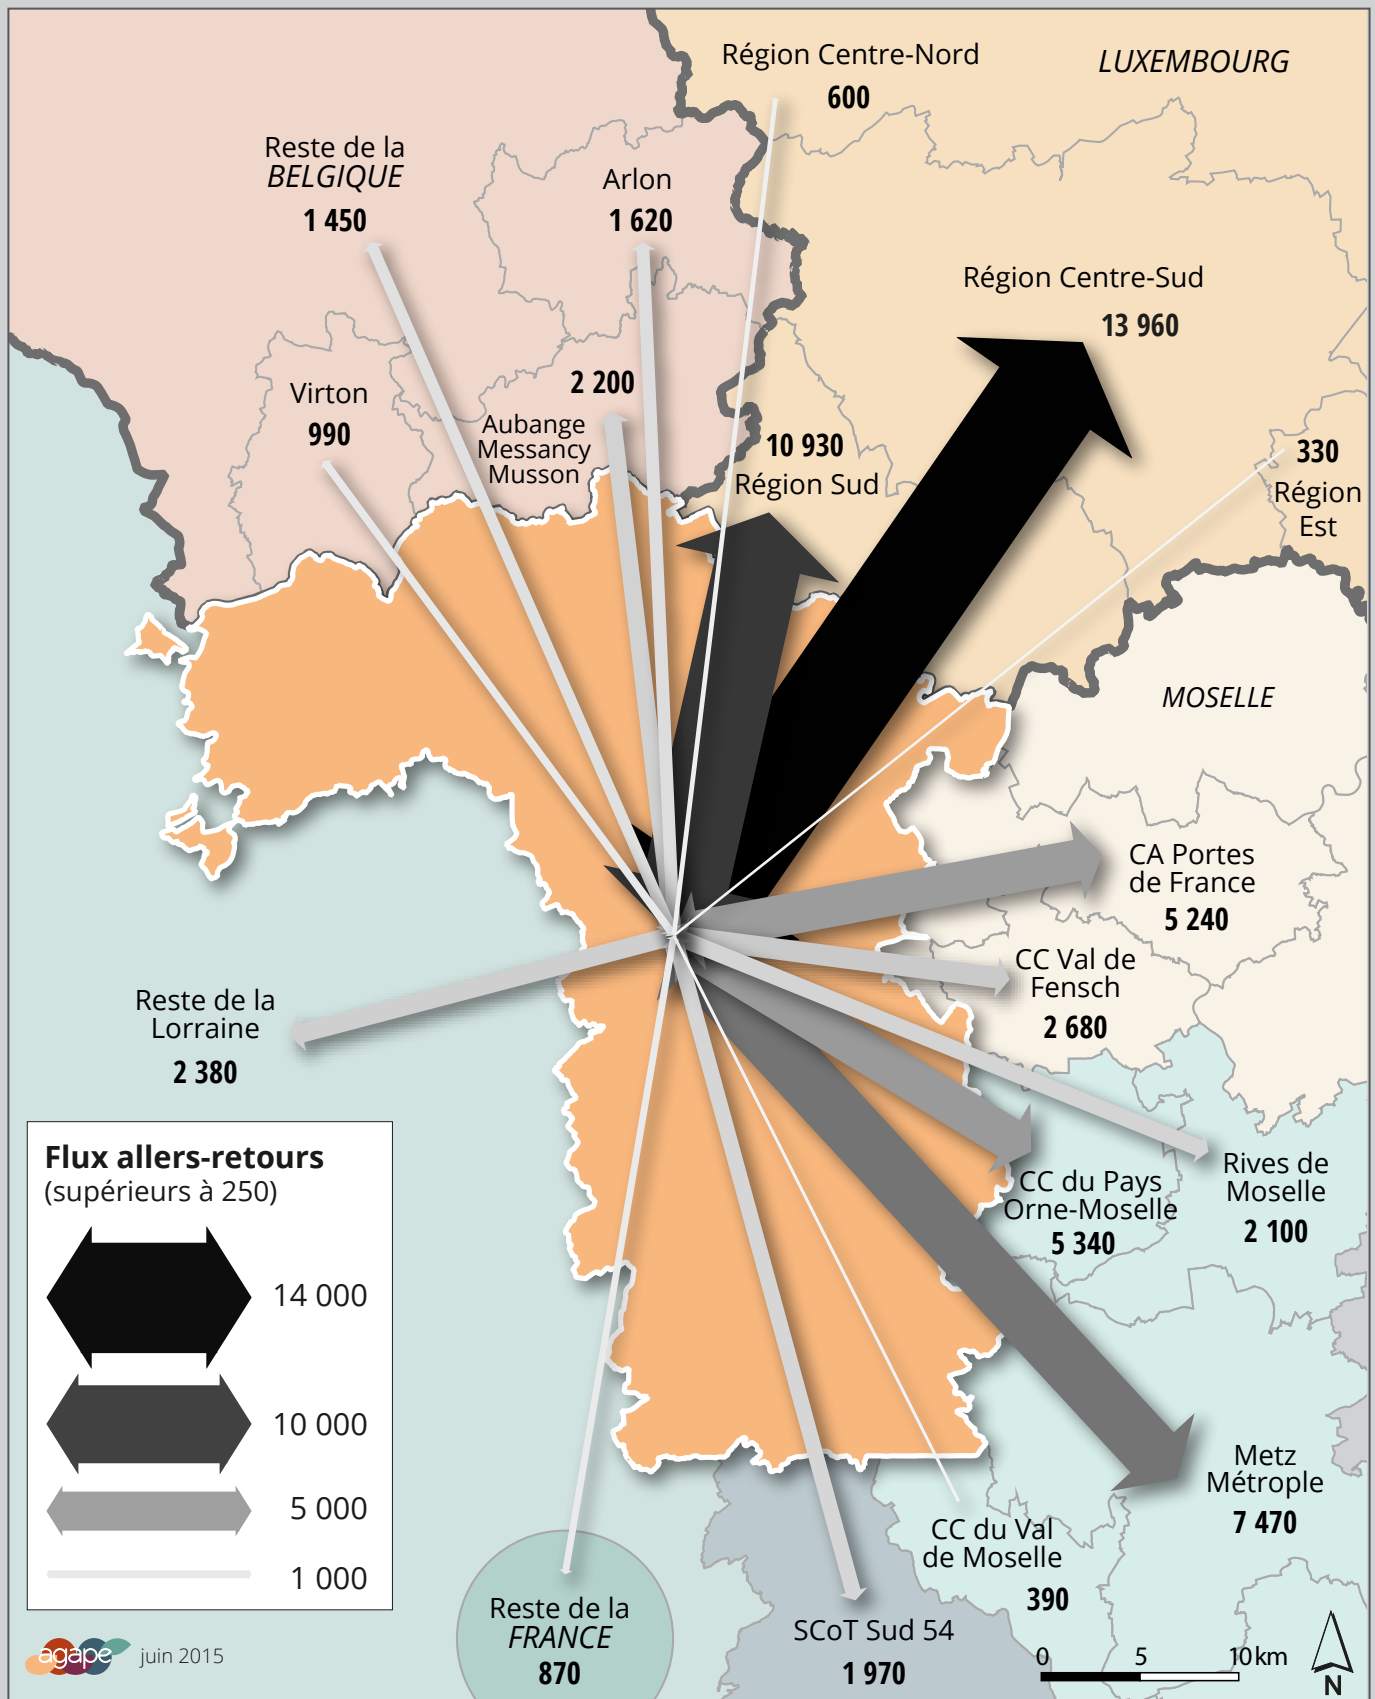 Région Centre-Nord
600
LUXEMBOURG
Reste de la
BELGIQUE
1 450
Arlon
1 620
Région Centre-Sud
13 960
Virton
990
2 200
Aubange
Messancy
Musson
10 930
Région Sud
330
Région
Est
MOSELLE
CA Portes
de France
5 240
CC Val de
Fensch
2 680
Reste de la
Lorraine
2 380
Rives de
Moselle
2 100
CC du Pays
Orne-Moselle
5 340
Flux allers-retours
(supérieurs à 250)
14 000
10 000
5 000
1 000
Metz
Métrople
7 470
CC du Val
de Moselle
390
Reste de la
FRANCE
870
SCoT Sud 54
1 970
agape juin 2015
0 5 10 km
N